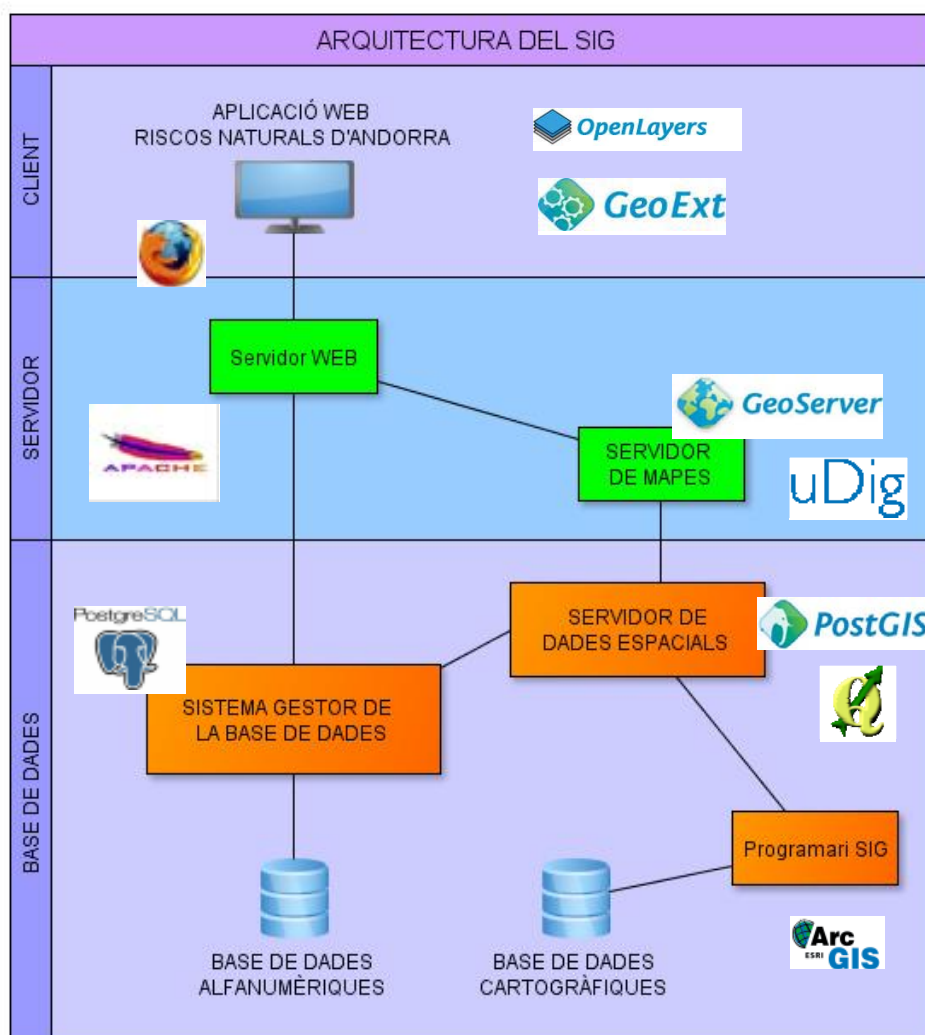 ARQUITECTURA DEL SIG
CLIENT
APLICACIÓ WEB
RISCOS NATURALS D'ANDORRA
OpenLayers
GeoExt
SERVIDOR
Servidor WEB
GeoServer
APACHE
SERVIDOR
DE MAPES
uDig
BASE DE DADES
PostgreSQL
SERVIDOR DE
DADES ESPACIALS
PostGIS
SISTEMA GESTOR DE
LA BASE DE DADES
Programari SIG
BASE DE DADES
ALFANUMÈRIQUES
BASE DE DADES
CARTOGRÀFIQUES
Arc
ESRI GIS